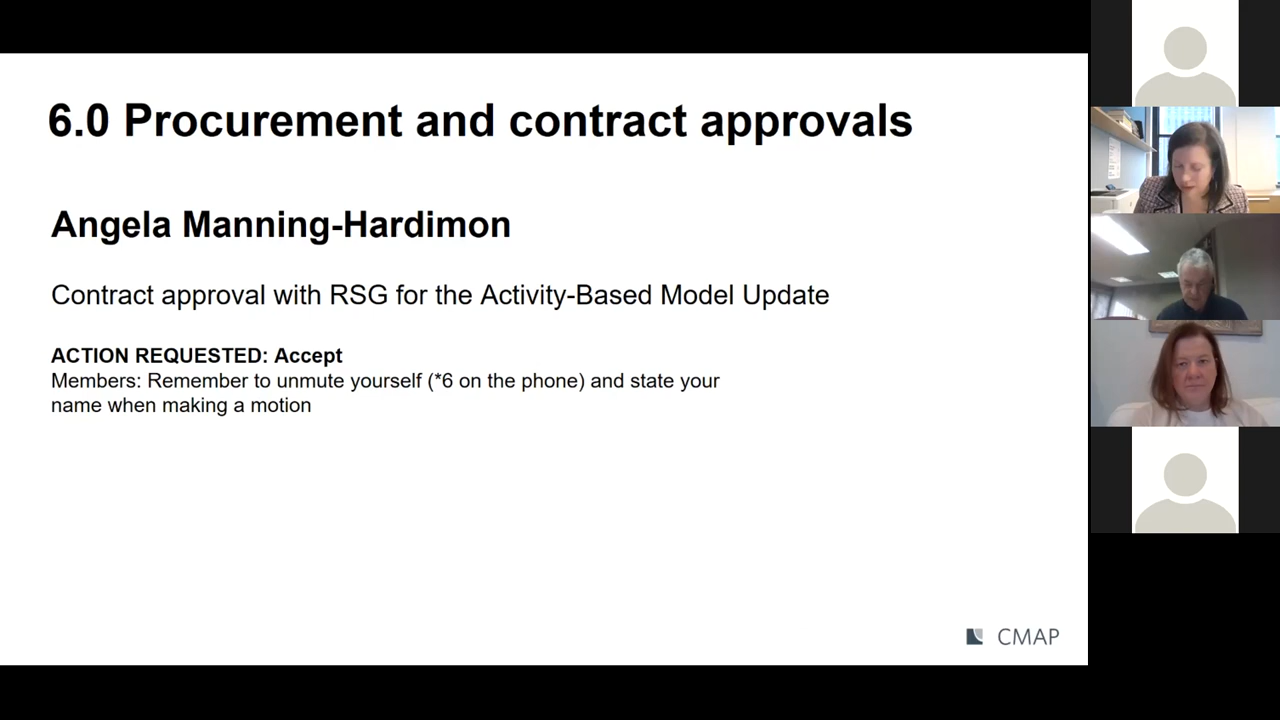 6.0 Procurement and contract approvals
Angela Manning-Hardimon
Contract approval with RSG for the Activity-Based Model Update
ACTION REQUESTED: Accept
Members: Remember to unmute yourself (*6 on the phone) and state your
name when making a motion
CMAP